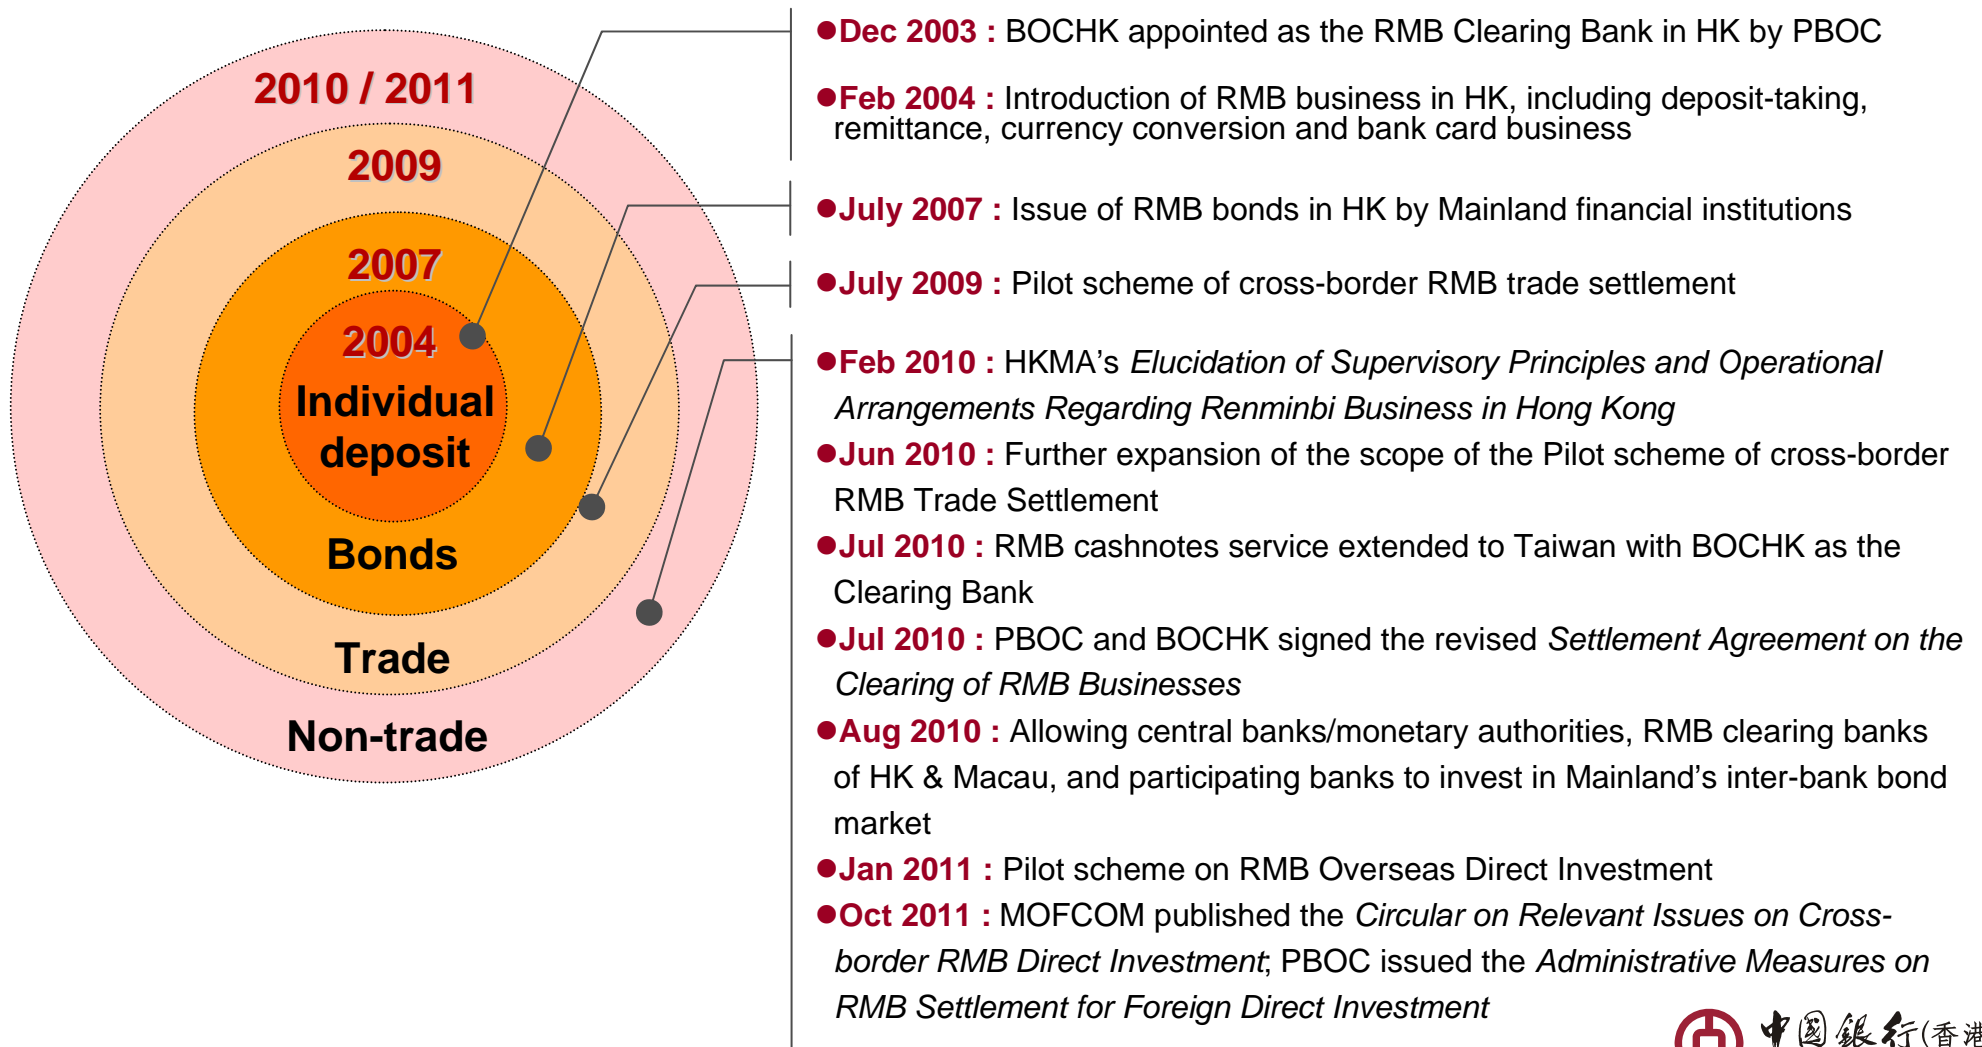 2010 / 2011
2009
2007
2004
Individual
deposit
Bonds
Trade
Non-trade
●Dec 2003 : BOCHK appointed as the RMB Clearing Bank in HK by PBOC
●Feb 2004 : Introduction of RMB business in HK, including deposit-taking,
remittance, currency conversion and bank card business
●July 2007 : Issue of RMB bonds in HK by Mainland financial institutions
●July 2009 : Pilot scheme of cross-border RMB trade settlement
●Feb 2010 : HKMA’s Elucidation of Supervisory Principles and Operational
Arrangements Regarding Renminbi Business in Hong Kong
●Jun 2010 : Further expansion of the scope of the Pilot scheme of cross-border
RMB Trade Settlement
●Jul 2010 : RMB cashnotes service extended to Taiwan with BOCHK as the
Clearing Bank
●Jul 2010 : PBOC and BOCHK signed the revised Settlement Agreement on the
Clearing of RMB Businesses
●Aug 2010 : Allowing central banks/monetary authorities, RMB clearing banks
of HK & Macau, and participating banks to invest in Mainland’s inter-bank bond
market
●Jan 2011 : Pilot scheme on RMB Overseas Direct Investment
●Oct 2011 : MOFCOM published the Circular on Relevant Issues on Cross-
border RMB Direct Investment; PBOC issued the Administrative Measures on
RMB Settlement for Foreign Direct Investment
中國銀行(香港